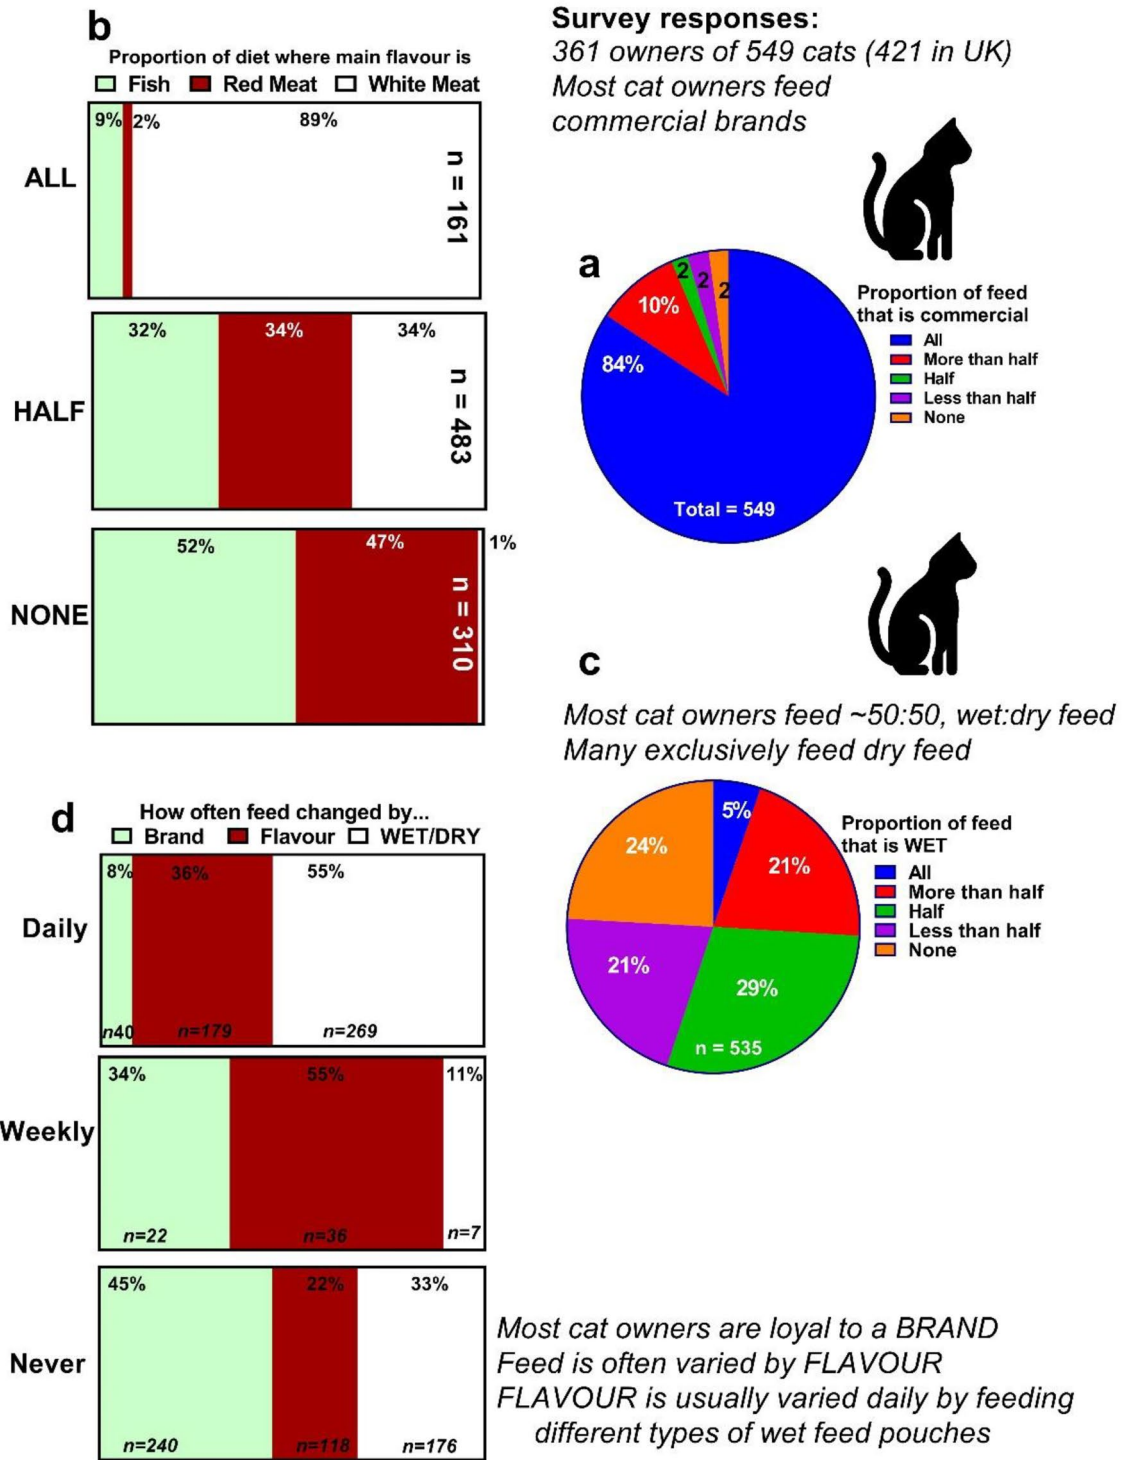 b
Proportion of diet where main flavour is
Fish Red Meat White Meat
ALL
9% 2% 89%
n = 161
HALF
32% 34% 34%
n = 483
NONE
52% 47% 1%
n = 310
Survey responses:
361 owners of 549 cats (421 in UK)
Most cat owners feed
commercial brands
a
84%
10%
2
2
2
Total = 549
Proportion of feed
that is commercial
All
More than half
Half
Less than half
None
c
Most cat owners feed ~50:50, wet:dry feed
Many exclusively feed dry feed
5%
21%
29%
21%
24%
n = 535
Proportion of feed
that is WET
All
More than half
Half
Less than half
None
d
How often feed changed by...
Brand Flavour WET/DRY
Daily
8% 36% 55%
n40 n=179 n=269
Weekly
34% 55% 11%
n=22 n=36 n=7
Never
45% 22% 33%
n=240 n=118 n=176
Most cat owners are loyal to a BRAND
Feed is often varied by FLAVOUR
FLAVOUR is usually varied daily by feeding
different types of wet feed pouches